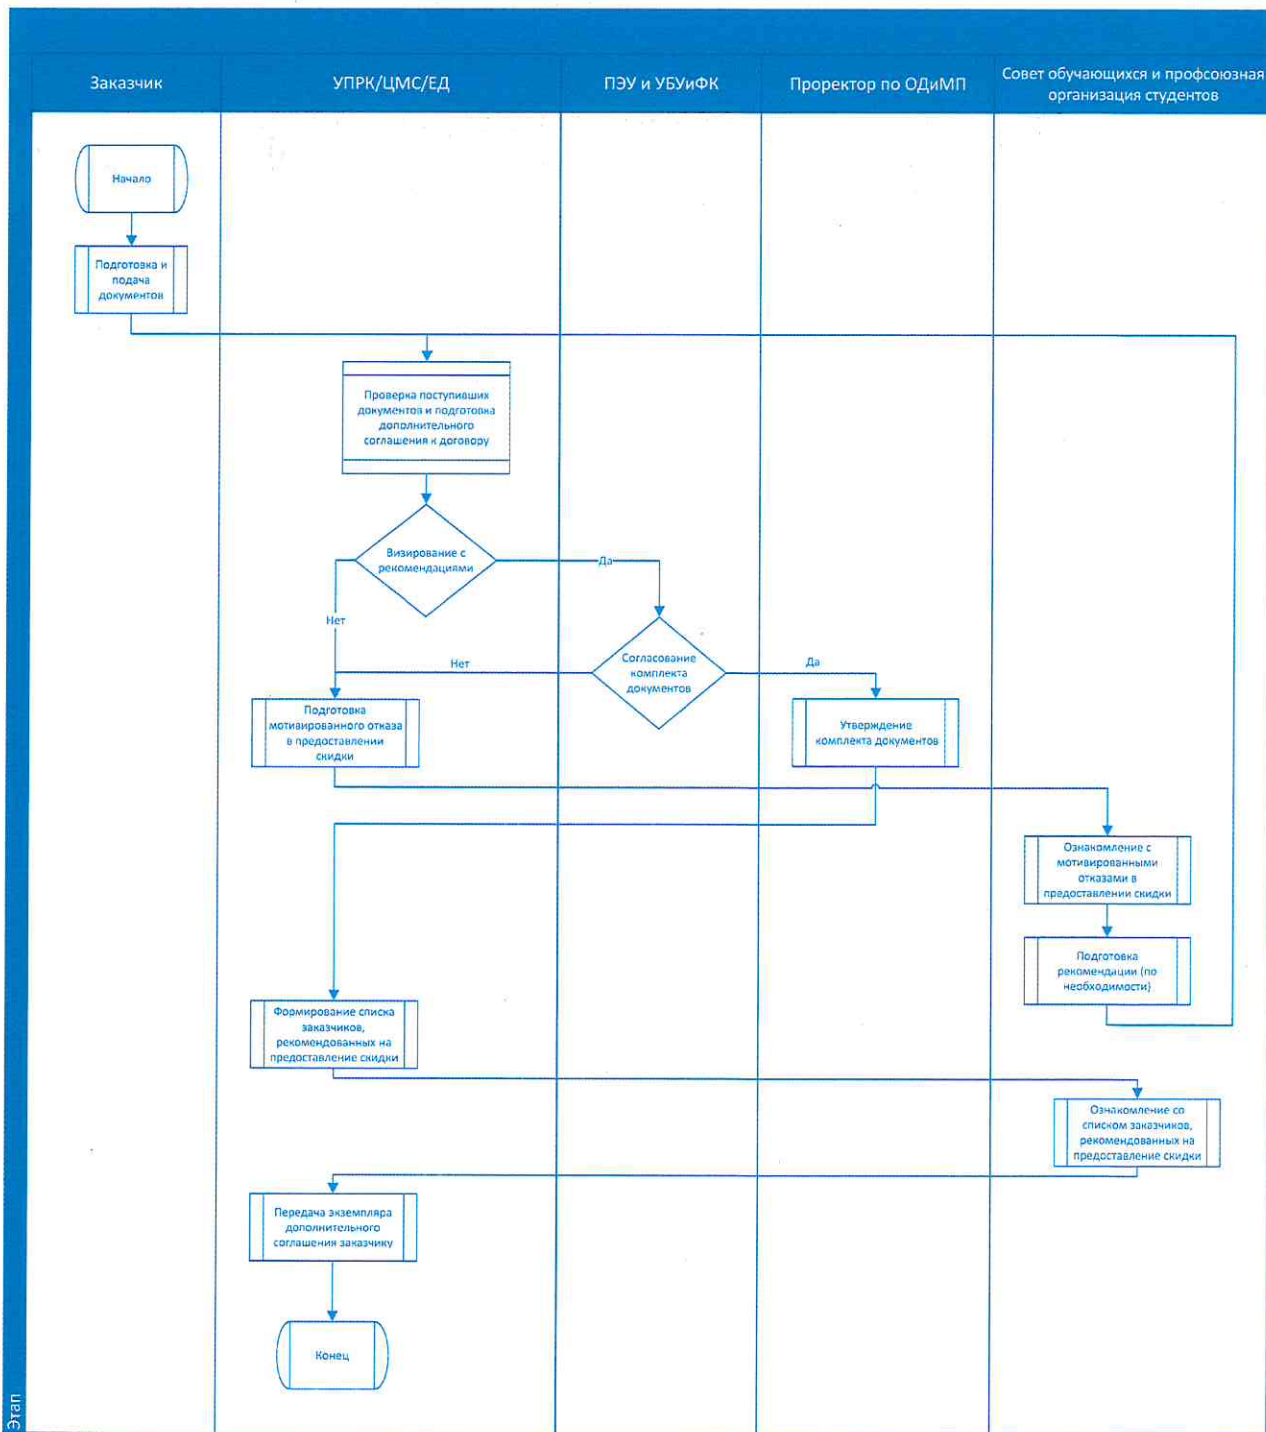 Заказчик
УПРК/ЦМС/ЕД
ПЭУ и УБУиФК
Проректор по ОДиМП
Совет обучающихся и профсоюзная
организация студентов
Начало
Подготовка и
подача
документов
Проверка поступивших
документов и подготовка
дополнительного
соглашения к договору
Визирование с
рекомендациями
Да
Нет
Согласование
комплекта
документов
Нет
Да
Подготовка
мотивированного отказа
в предоставлении
скидки
Утверждение
комплекта документов
Ознакомление с
мотивированными
отказами в
предоставлении скидки
Подготовка
рекомендации (по
необходимости)
Формирование списка
заказчиков,
рекомендованных на
предоставление скидки
Ознакомление со
списком заказчиков,
рекомендованных на
предоставление скидки
Передача экземпляра
дополнительного
соглашения заказчику
Конец
Этап